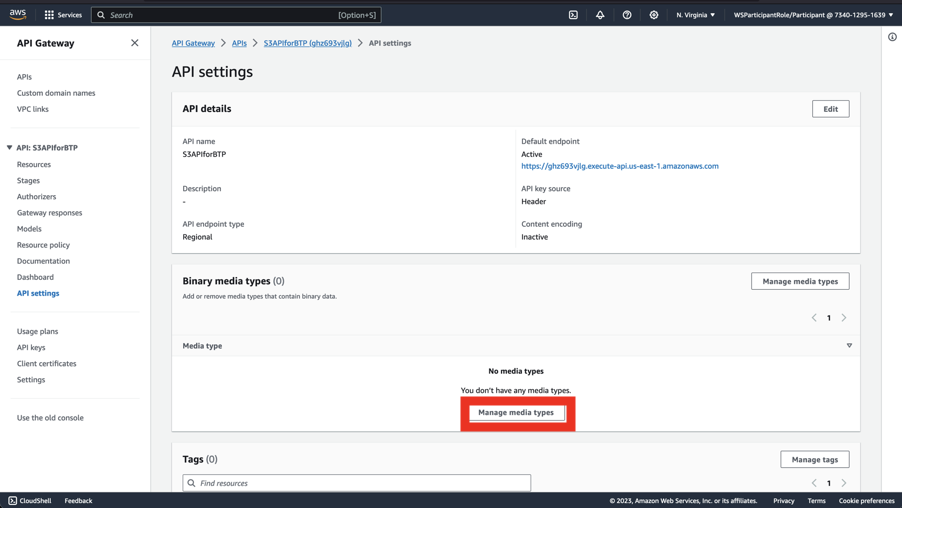 aws
Services
Search
[Option+S]
N. Virginia
WSParticipantRole/Participant @ 7340-1295-1639
API Gateway
APIs
Custom domain names
VPC links
API: S3APIforBTP
Resources
Stages
Authorizers
Gateway responses
Models
Resource policy
Documentation
Dashboard
API settings
Usage plans
API keys
Client certificates
Settings
Use the old console
API Gateway
APIs
S3APIforBTP (ghz693vjlg)
API settings
API settings
API details
Edit
API name
S3APIforBTP
Default endpoint
Active
https://ghz693vjlg.execute-api.us-east-1.amazonaws.com
Description
-
API key source
Header
API endpoint type
Regional
Content encoding
Inactive
Binary media types (0)
Manage media types
Add or remove media types that contain binary data.
1
Media type
No media types
You don't have any media types.
Manage media types
Tags (0)
Manage tags
Find resources
1
CloudShell
Feedback
© 2023, Amazon Web Services, Inc. or its affiliates.
Privacy
Terms
Cookie preferences